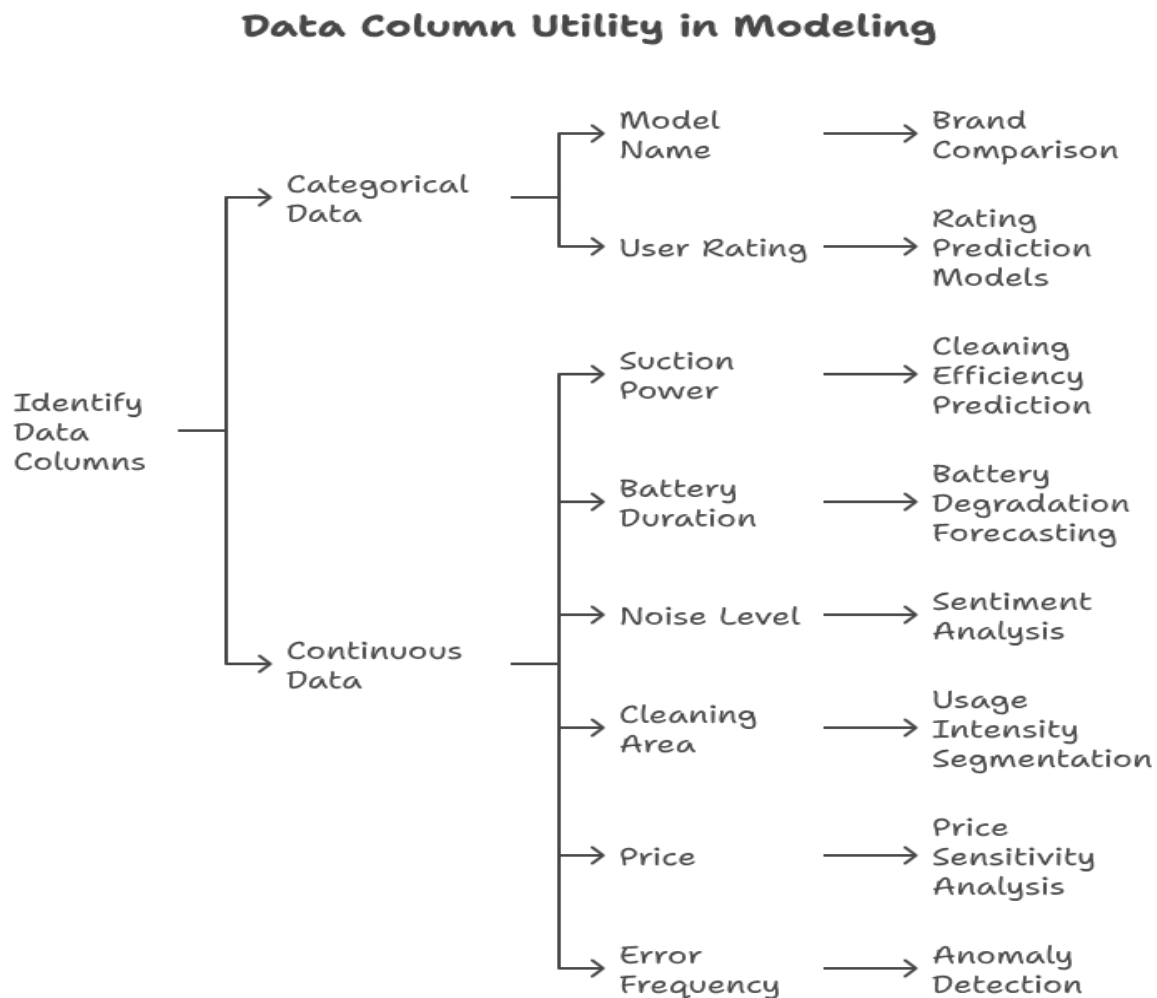 Data Column Utility in Modeling
Identify
Data
Columns
Categorical
Data
Model
Name
Brand
Comparison
User Rating
Rating
Prediction
Models
Continuous
Data
Suction
Power
Cleaning
Efficiency
Prediction
Battery
Duration
Battery
Degradation
Forecasting
Noise Level
Sentiment
Analysis
Cleaning
Area
Usage
Intensity
Segmentation
Price
Price
Sensitivity
Analysis
Error
Frequency
Anomaly
Detection